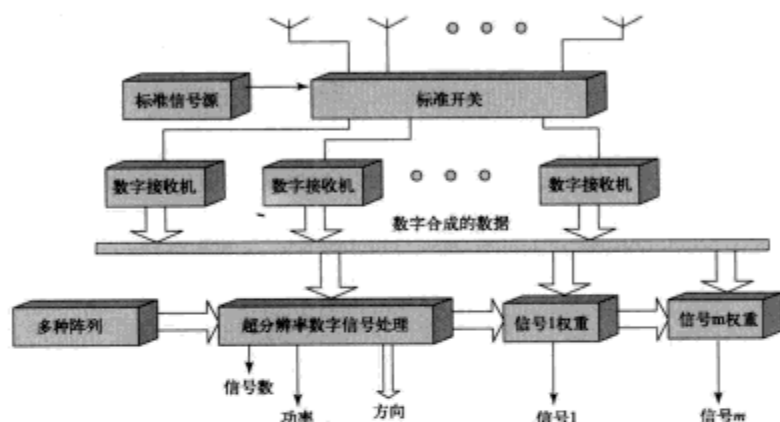 标准信号源
标准开关
数字接收机
数字接收机
数字接收机
数字合成的数据
多种阵列
超分辨率数字信号处理
信号1权重
信号m权重
信号数
功率
方向
信号1
信号m